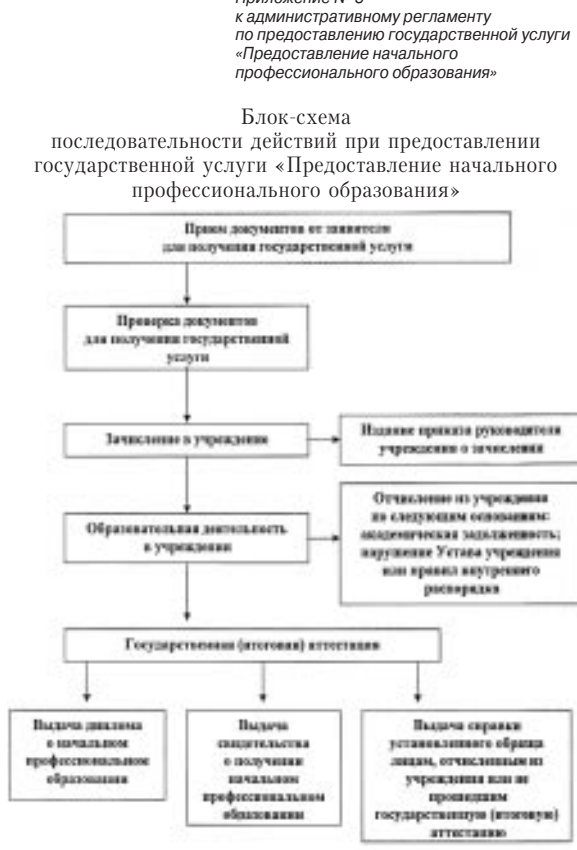 Приложение №
к административному регламенту
по предоставлению государственной услуги
«Предоставление начального
профессионального образования»
Блок-схема
последовательности действий при предоставлении
государственной услуги «Предоставление начального
профессионального образования»
Прием документов от заявителя
для получения государственной услуги
Проверка документов
для получения государственной
услуги
Зачисление в учреждение
Издание приказа руководителя
учреждения о зачислении
Образовательная деятельность
в учреждении
Отчисление из учреждения
по следующим основаниям:
академическая задолженность;
нарушение Устава учреждения
или правил внутреннего
распорядка
Государственная (итоговая) аттестация
Выдача диплома
о начальном
профессиональном
образовании
Выдача
свидетельства
о получении
начальном
профессиональном
образовании
Выдача справки
установленного образца
лицам, отчисленным из
учреждения или не
прошедшим
государственную (итоговую)
аттестацию